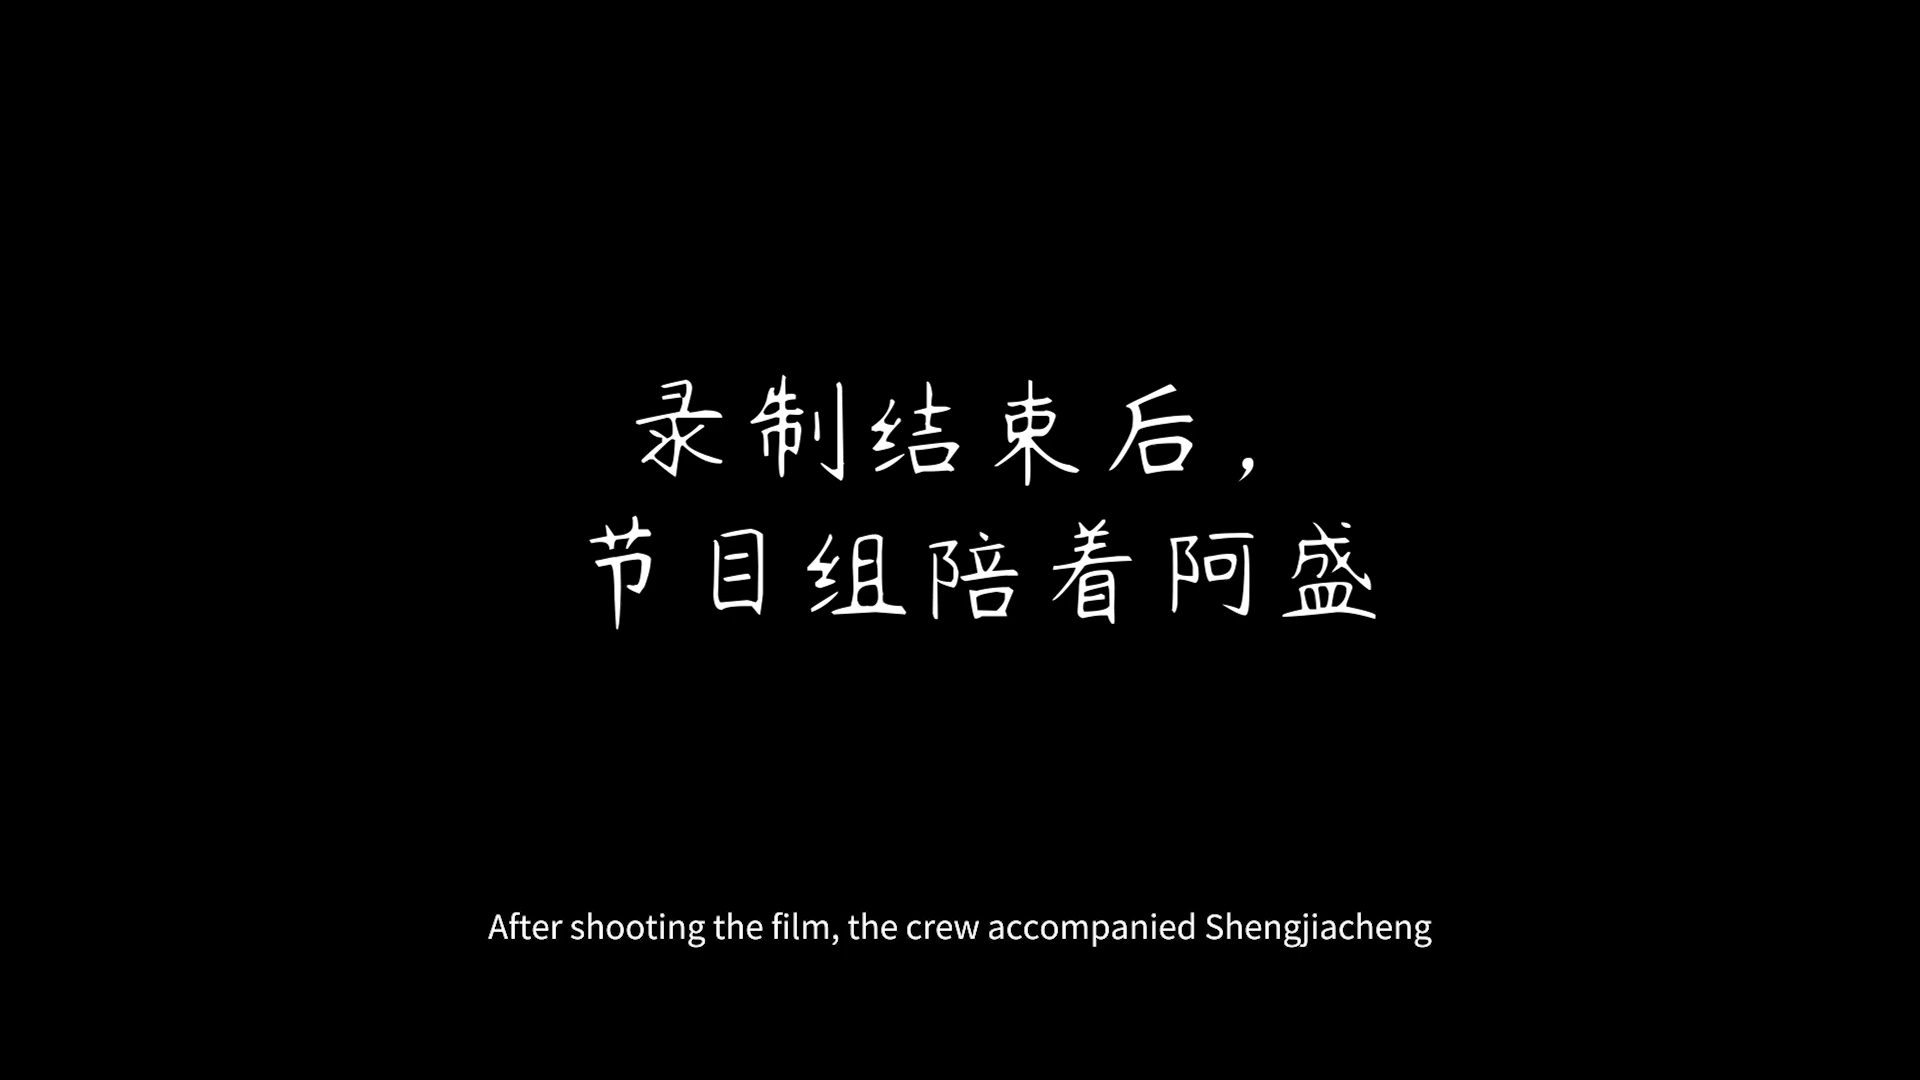 录制结束后，
节目组陪着阿盛
After shooting the film, the crew accompanied Shengjiacheng